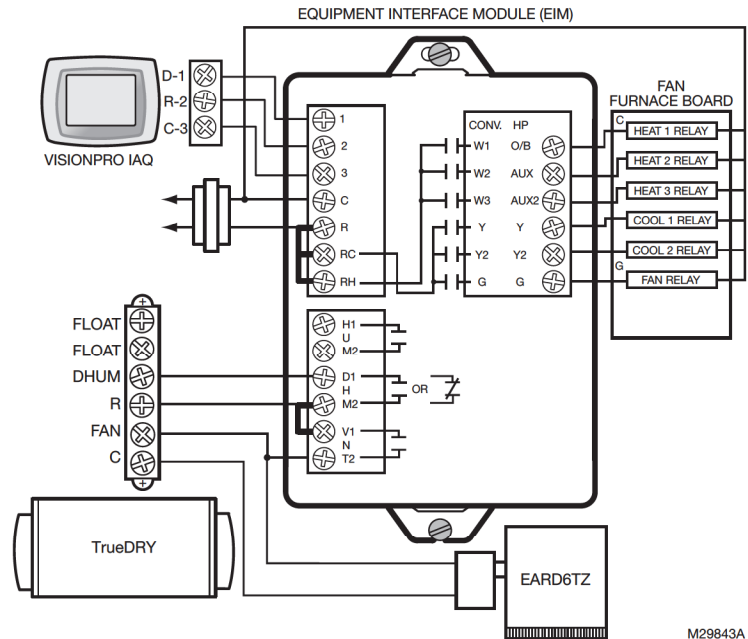 EQUIPMENT INTERFACE MODULE (EIM)
D-1
R-2
C-3
VISIONPRO IAQ
1
2
3
C
R
RC
RH
CONV. HP
W1 O/B
W2 AUX
W3 AUX2
Y Y
Y2 Y2
G G
FAN
FURNACE BOARD
C
HEAT 1 RELAY
HEAT 2 RELAY
HEAT 3 RELAY
COOL 1 RELAY
COOL 2 RELAY
G
FAN RELAY
FLOAT
FLOAT
DHUM
R
FAN
C
H1
U
M2
D1
H
M2
OR
V1
N
T2
TrueDRY
EARD6TZ
M29843A